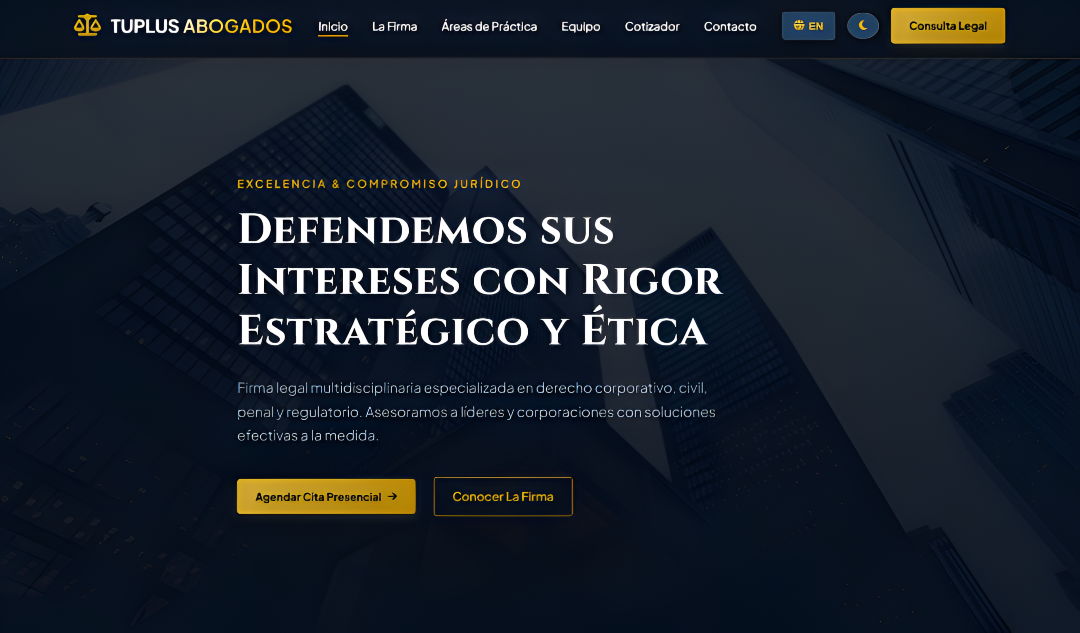 TUPLUS ABOGADOS
Inicio
La Firma
Áreas de Práctica
Equipo
Cotizador
Contacto
EN
Consulta Legal
EXCELENCIA & COMPROMISO JURÍDICO
Defendemos sus
Intereses con Rigor
Estratégico y Ética
Firma legal multidisciplinaria especializada en derecho corporativo, civil,
penal y regulatorio. Asesoramos a líderes y corporaciones con soluciones
efectivas a la medida.
Agendar Cita Presencial →
Conocer La Firma